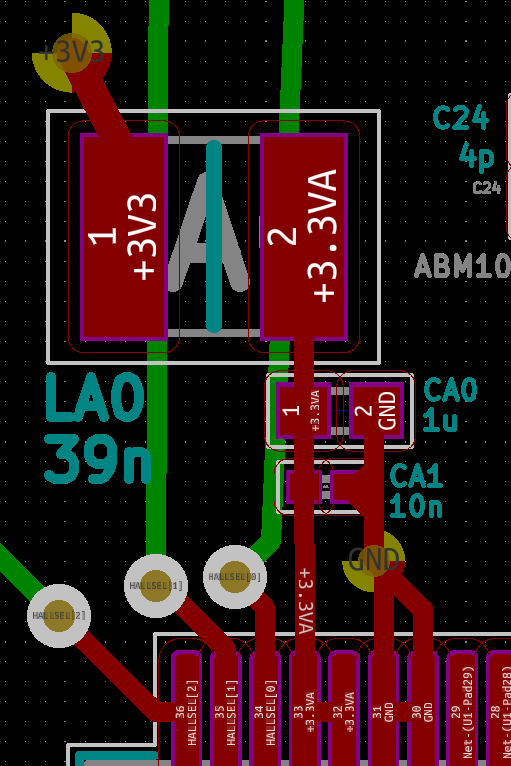 +3V3
C24
4p
C24
1
+3V3
2
+3.3VA
ABM10
LA0
39n
1
+3.3VA
2
GND
CA0
1u
CA1
10n
GND
HALLSEL[0]
HALLSEL[1]
HALLSEL[2]
+3.3VA
36
HALLSEL[2]
35
HALLSEL[1]
34
HALLSEL[0]
33
+3.3VA
32
+3.3VA
31
GND
30
GND
29
Net-(U1-Pad29)
28
Net-(U1-Pad28)